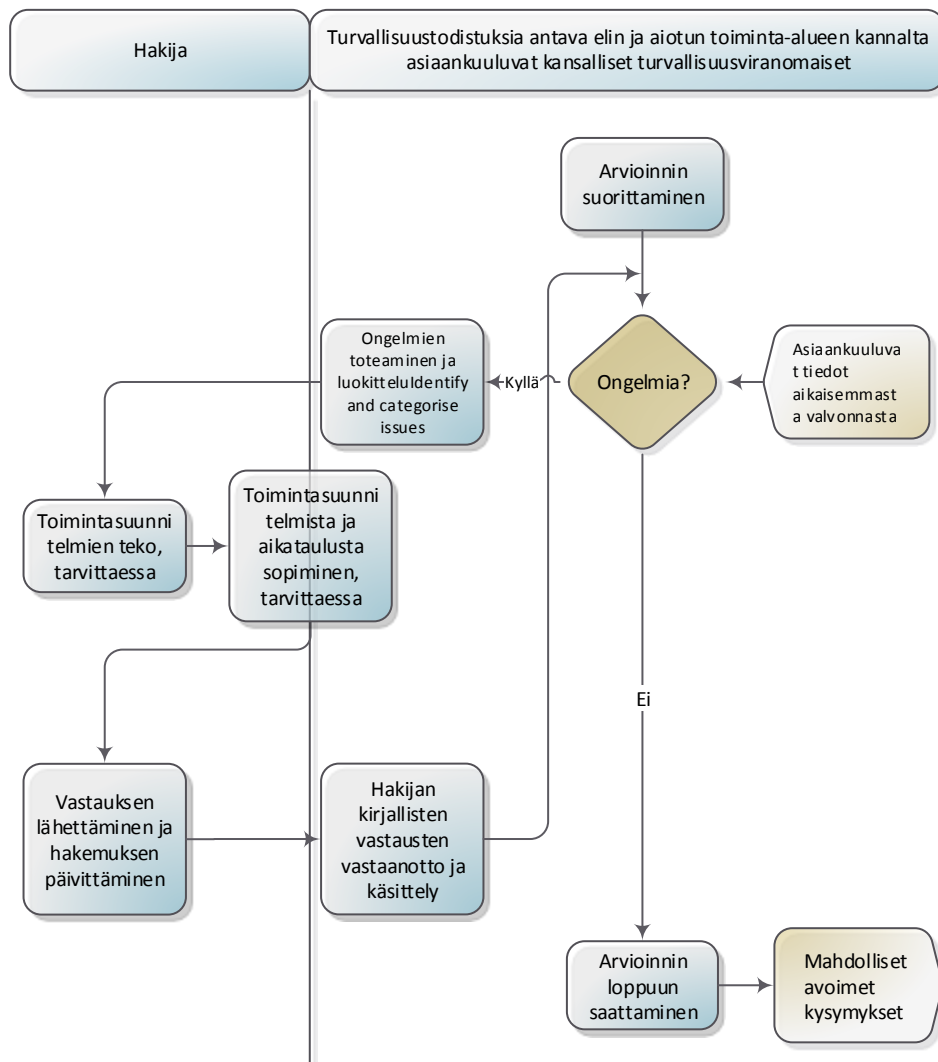 Hakija
Turvallisuustodistuksia antava elin ja aiotun toiminta-alueen kannalta
asiaankuuluvat kansalliset turvallisuusviranomaiset
Arvioinnin
suorittaminen
Ongelmien
toteaminen ja
luokitteluIdentify
and categorise
issues
Kyllä
Ongelmia?
Asiaankuuluva
t tiedot
aikaisemmast
a valvonnasta
Toimintasuunni
telmien teko,
tarvittaessa
Toimintasuunni
telmista ja
aikataulusta
sopiminen,
tarvittaessa
Ei
Vastauksen
lähettäminen ja
hakemuksen
päivittäminen
Hakijan
kirjallisten
vastausten
vastaanotto ja
käsittely
Arvioinnin
loppuun
saattaminen
Mahdolliset
avoimet
kysymykset